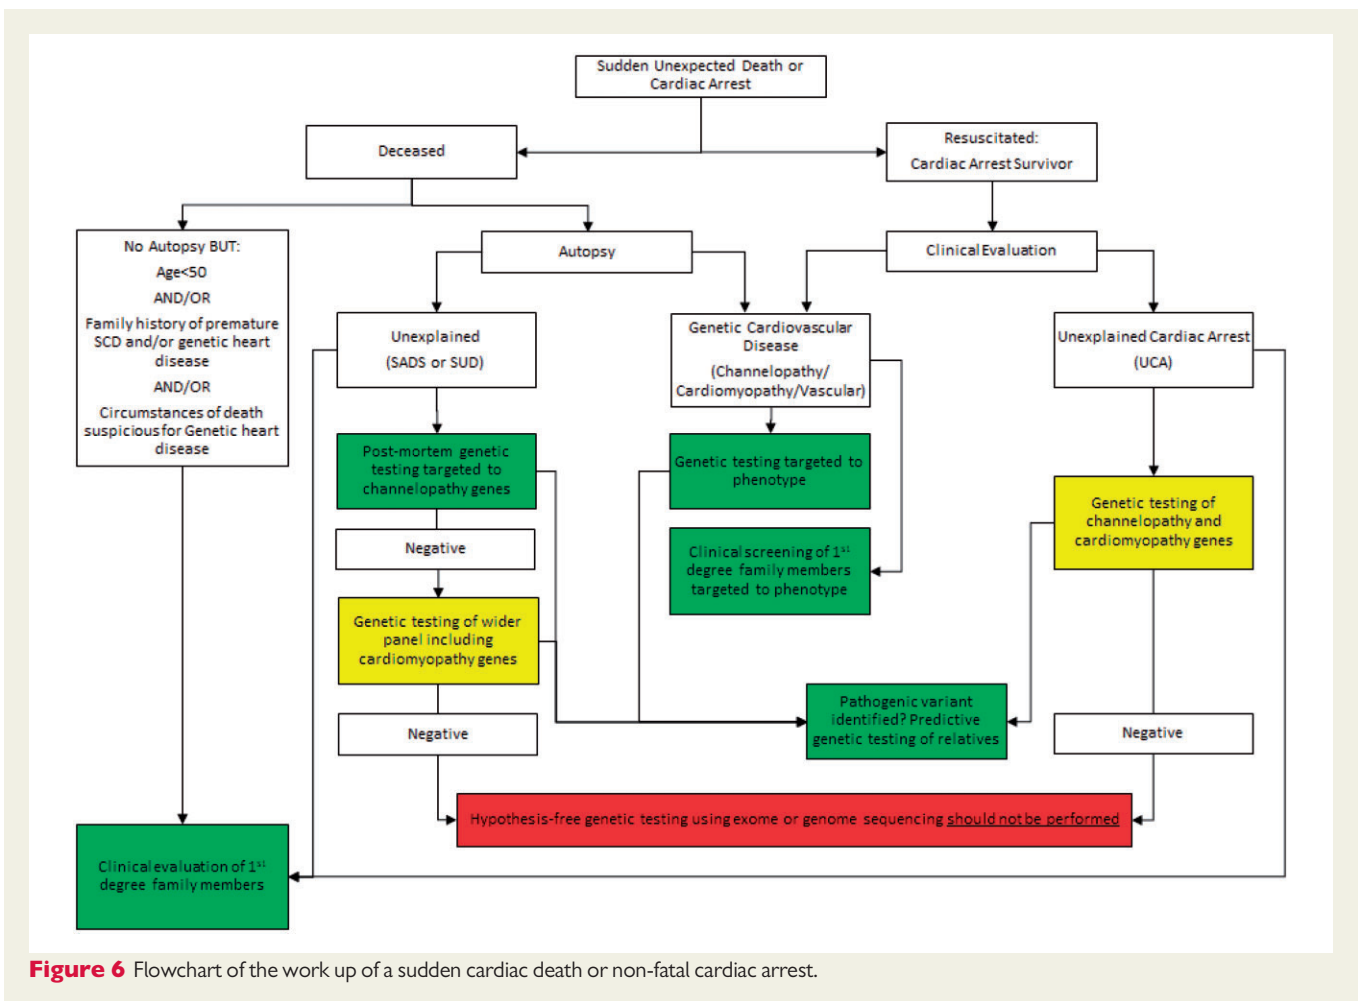 Sudden Unexpected Death or
Cardiac Arrest
Deceased
Resuscitated:
Cardiac Arrest Survivor
No Autopsy BUT:
Age<50
AND/OR
Family history of premature
SCD and/or genetic heart
disease
AND/OR
Circumstances of death
suspicious for Genetic heart
disease
Autopsy
Clinical Evaluation
Unexplained
(SADS or SUD)
Genetic Cardiovascular
Disease
(Channelopathy/
Cardiomyopathy/Vascular)
Unexplained Cardiac Arrest
(UCA)
Post-mortem genetic
testing targeted to
channelopathy genes
Genetic testing targeted to
phenotype
Genetic testing of
channelopathy and
cardiomyopathy genes
Negative
Clinical screening of 1st
degree family members
targeted to phenotype
Genetic testing of wider
panel including
cardiomyopathy genes
Pathogenic variant
identified? Predictive
genetic testing of relatives
Negative
Negative
Hypothesis-free genetic testing using exome or genome sequencing should not be performed
Clinical evaluation of 1st
degree family members
Figure 6 Flowchart of the work up of a sudden cardiac death or non-fatal cardiac arrest.